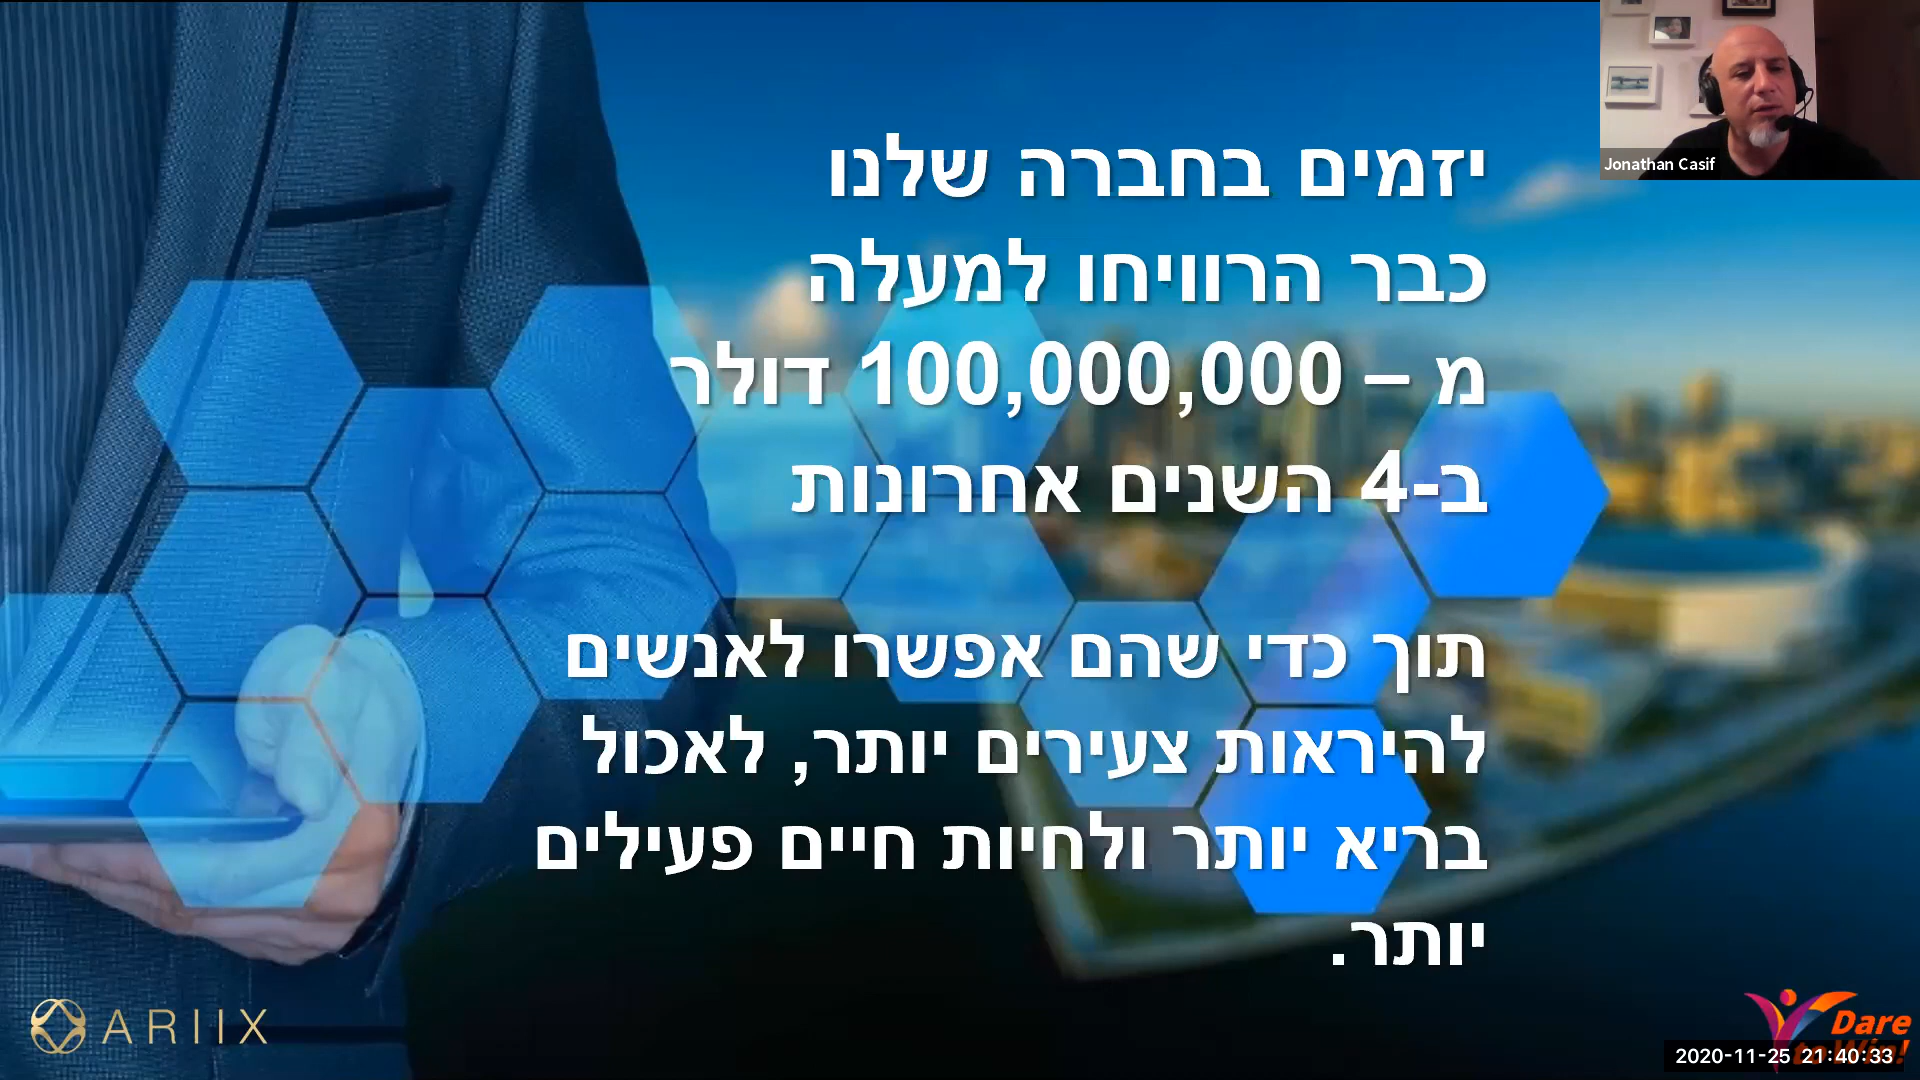 יזמים בחברה שלנו
כבר הרוויחו למעלה
מ – 100,000,000 דולר
ב-4 השנים אחרונות
תוך כדי שהם אפשרו לאנשים
להיראות צעירים יותר, לאכול
בריא יותר ולחיות חיים פעילים
יותר.
Jonathan Casif
ARIIX
Dare
to Win!
2020-11-25 21:40:33